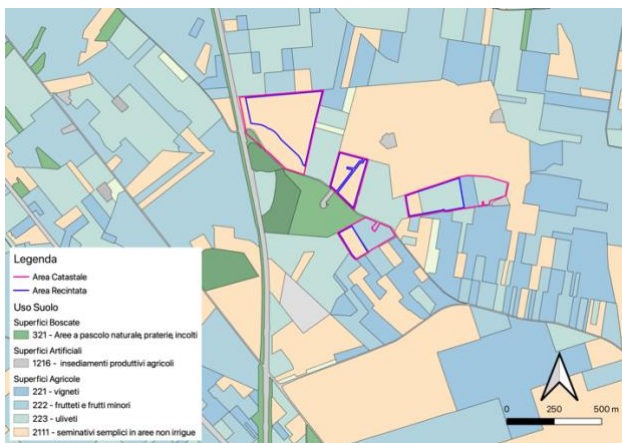 Legenda
Area Catastale
Area Recintata
Uso Suolo
Superfici Boscate
321 - Aree a pascolo naturale, praterie, incolti
Superfici Artificiali
1216 - insediamenti produttivi agricoli
Superfici Agricole
221 - vigneti
222 - frutteti e frutti minori
223 - uliveti
2111 - seminativi semplici in aree non irrigue
0 250 500 m